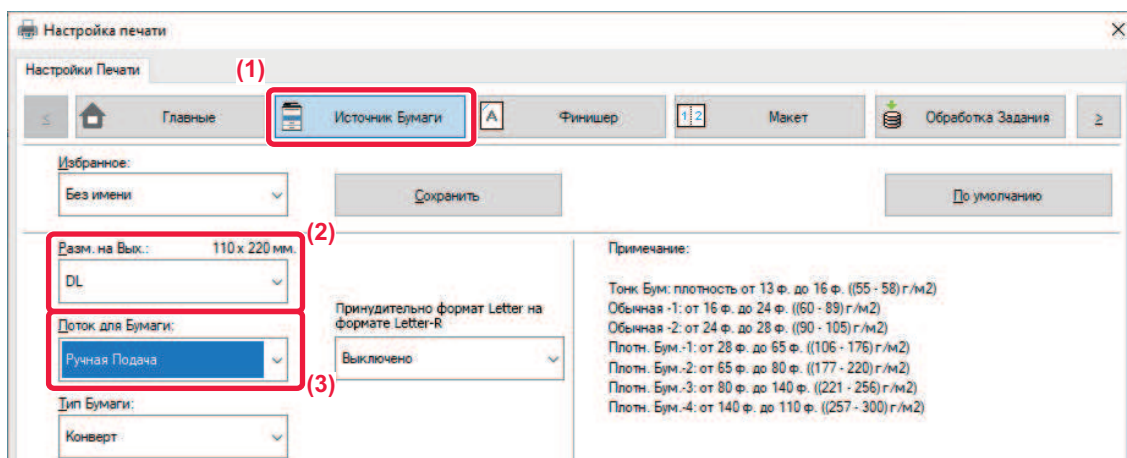 Настройка печати
Настройки Печати
(1)
≤
Главные
Источник Бумаги
A
Финишер
1 2
Макет
Обработка Задания
≥
Избранное:
Без имени
Сохранить
По умолчанию
(2)
Разм. на Вых.: 110 x 220 мм.
DL
Поток для Бумаги:
Ручная Подача
(3)
Тип Бумаги:
Конверт
Принудительно формат Letter на
формате Letter-R
Выключено
Примечание:
Тонк Бум: плотность от 13 ф. до 16 ф. ((55 - 58) г/м2)
Обычная -1: от 16 ф. до 24 ф. ((60 - 89) г/м2)
Обычная -2: от 24 ф. до 28 ф. ((90 - 105) г/м2)
Плотн. Бум.-1: от 28 ф. до 65 ф. ((106 - 176) г/м2)
Плотн. Бум.-2: от 65 ф. до 80 ф. ((177 - 220) г/м2)
Плотн. Бум.-3: от 80 ф. до 140 ф. ((221 - 256) г/м2)
Плотн. Бум.-4: от 140 ф. до 110 ф. ((257 - 300) г/м2)